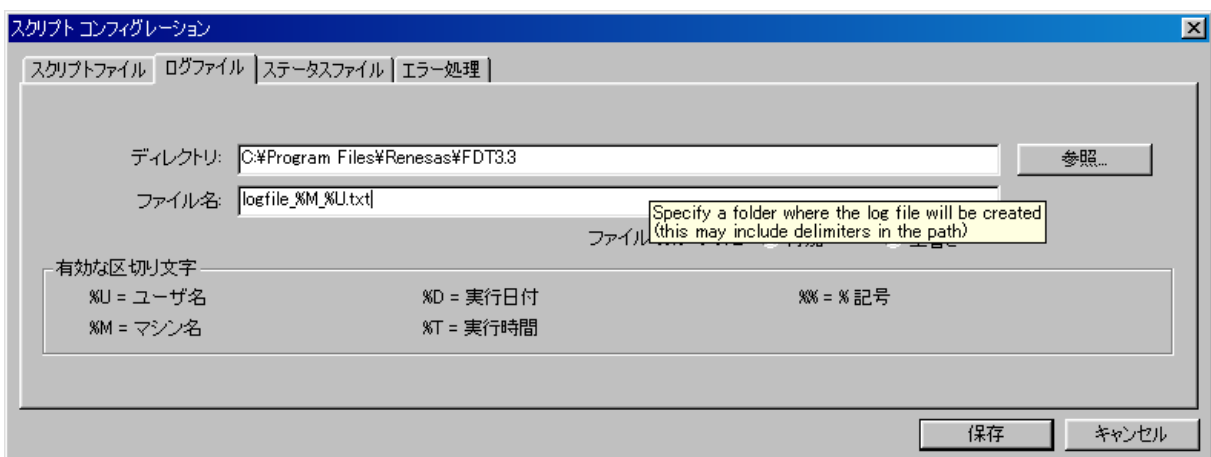 スクリプト コンフィグレーション
スクリプトファイル ログファイル ステータスファイル エラー処理
ディレクトリ: C:¥Program Files¥Renesas¥FDT3.3 参照...
ファイル名: logfile_%M_%U.txt
Specify a folder where the log file will be created
(this may include delimiters in the path)
ファイル
有効な区切り文字
%U = ユーザ名 %D = 実行日付 %% = % 記号
%M = マシン名 %T = 実行時間
保存 キャンセル